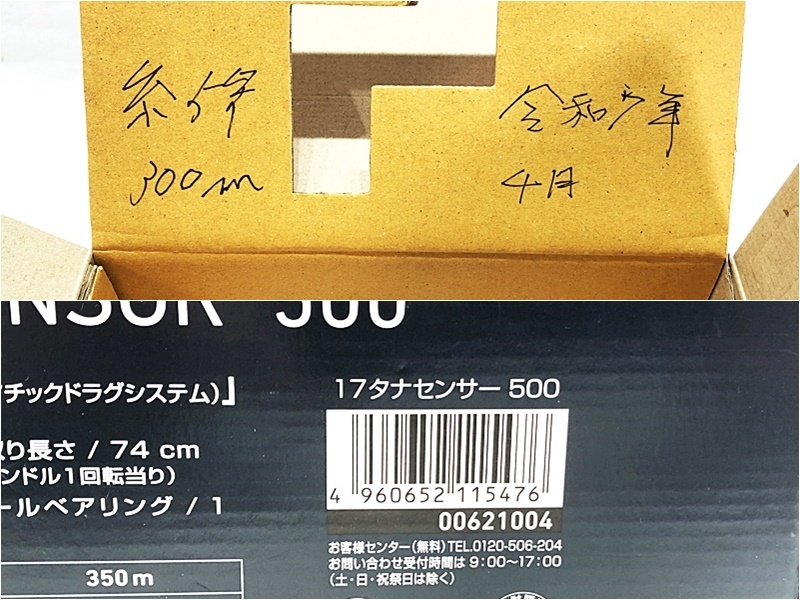 糸6号
300m
令和5年
4月
NSOR 500
チックドラグシステム)』
取り長さ / 74 cm
ンドル1回転当り)
ールベアリング / 1
350m
17タナセンサー 500
4 960652 115476
00621004
お客様センター(無料)TEL.0120-506-204
お問い合わせ受付時間は 9:00〜17:00
(土・日・祝祭日は除く)